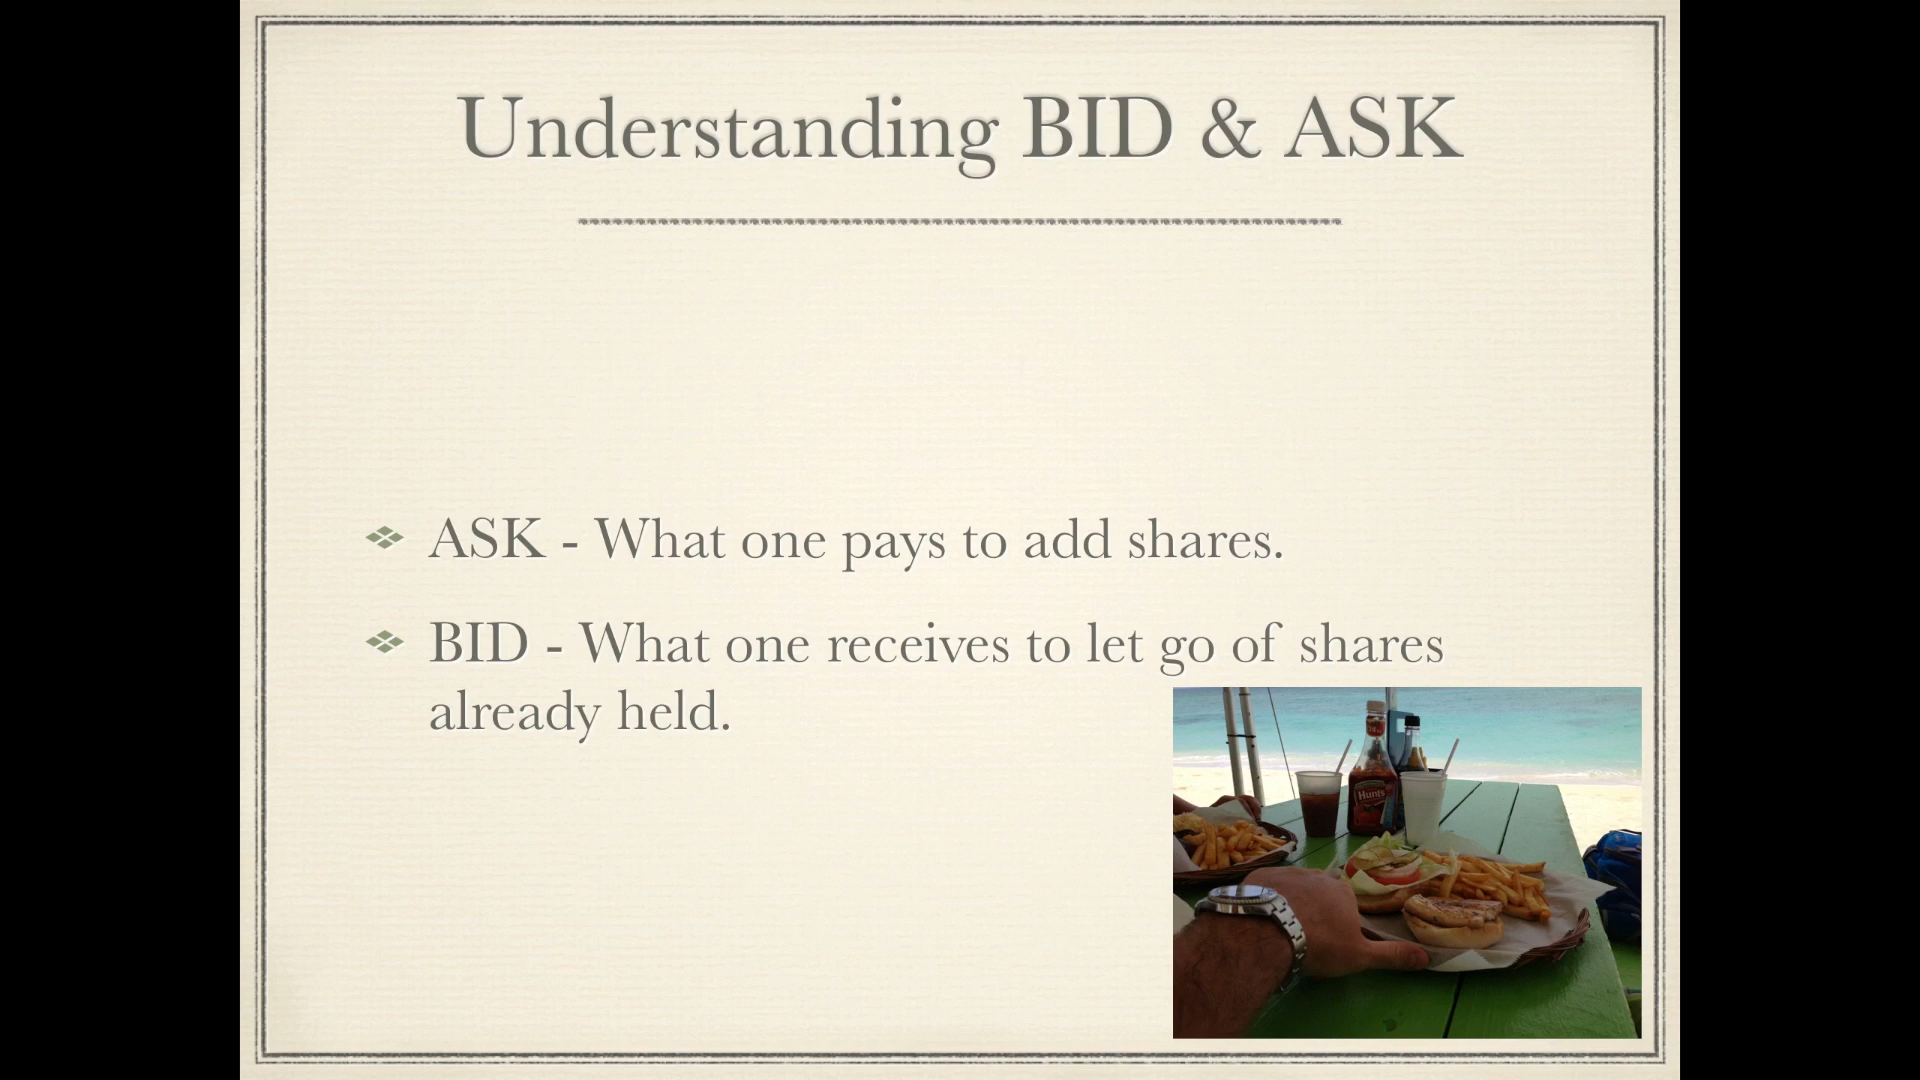 Understanding BID & ASK
ASK - What one pays to add shares.
BID - What one receives to let go of shares
already held.
Hunts